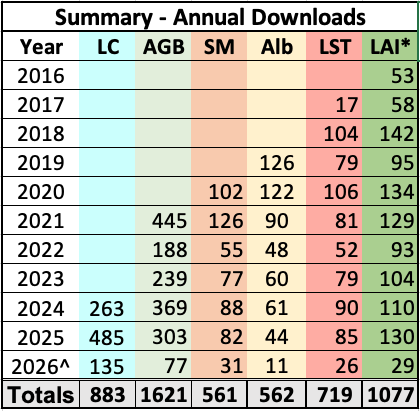 Summary - Annual Downloads
Year LC AGB SM Alb LST LAI*
2016 53
2017 17 58
2018 104 142
2019 126 79 95
2020 102 122 106 134
2021 445 126 90 81 129
2022 188 55 48 52 93
2023 239 77 60 79 104
2024 263 369 88 61 90 110
2025 485 303 82 44 85 130
2026^ 135 77 31 11 26 29
Totals 883 1621 561 562 719 1077